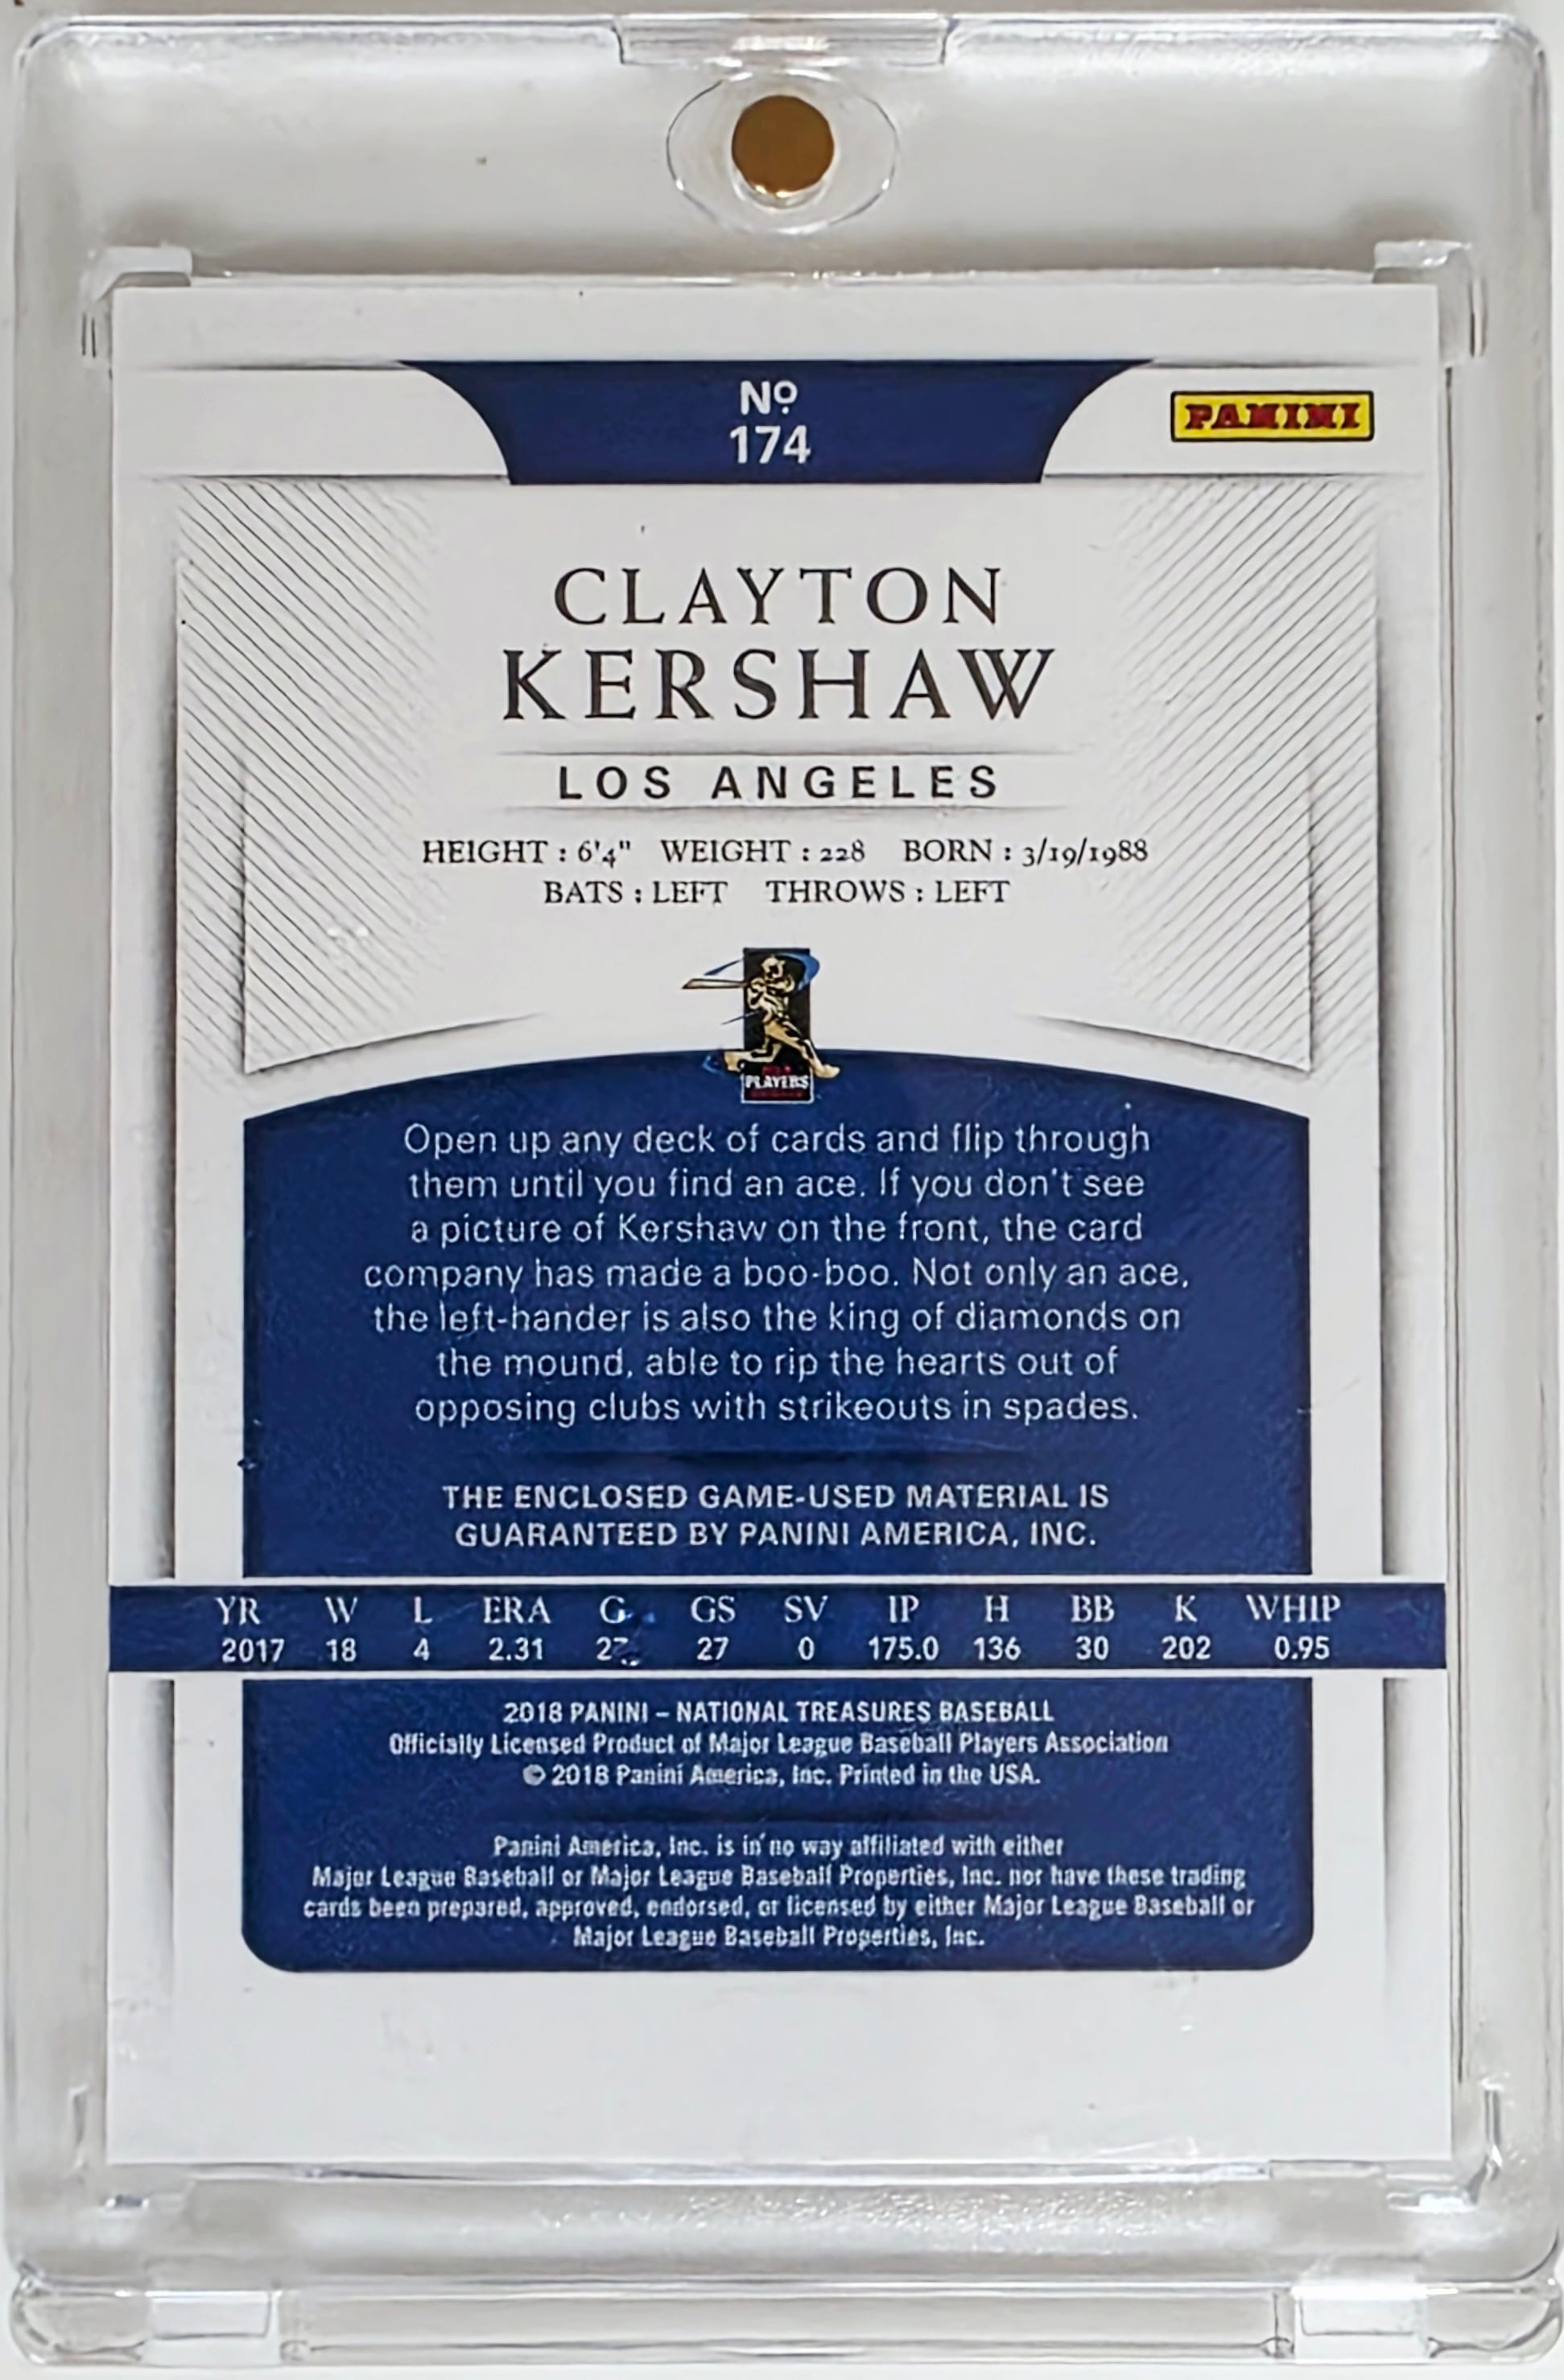 Nº
174
PANINI
CLAYTON
KERSHAW
LOS ANGELES
HEIGHT : 6'4" WEIGHT : 228 BORN : 3/19/1988
BATS : LEFT THROWS : LEFT
PLAYERS
Open up any deck of cards and flip through
them until you find an ace. If you don't see
a picture of Kershaw on the front, the card
company has made a boo-boo. Not only an ace,
the left-hander is also the king of diamonds on
the mound, able to rip the hearts out of
opposing clubs with strikeouts in spades.
THE ENCLOSED GAME-USED MATERIAL IS
GUARANTEED BY PANINI AMERICA, INC.
YR W L ERA G GS SV IP H BB K WHIP
2017 18 4 2.31 27 27 0 175.0 136 30 202 0.95
2018 PANINI – NATIONAL TREASURES BASEBALL
Officially Licensed Product of Major League Baseball Players Association
© 2018 Panini America, Inc. Printed in the USA.
Panini America, Inc. is in no way affiliated with either
Major League Baseball or Major League Baseball Properties, Inc. nor have these trading
cards been prepared, approved, endorsed, or licensed by either Major League Baseball or
Major League Baseball Properties, Inc.